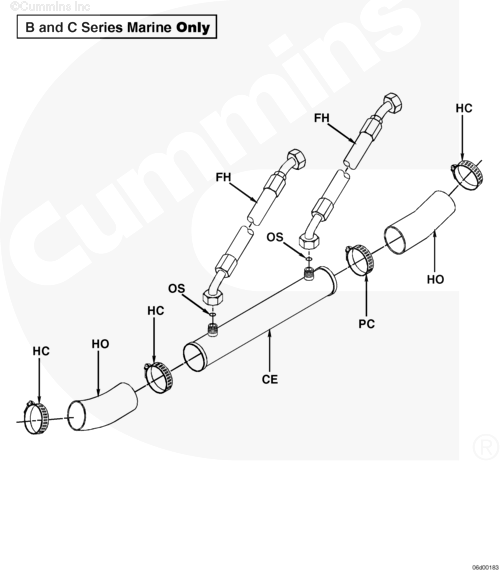 ©Cummins Inc
B and C Series Marine Only
Cummins
HC
FH
FH
OS
HO
OS
PC
HC
HC
HO
CE
®
06d00183